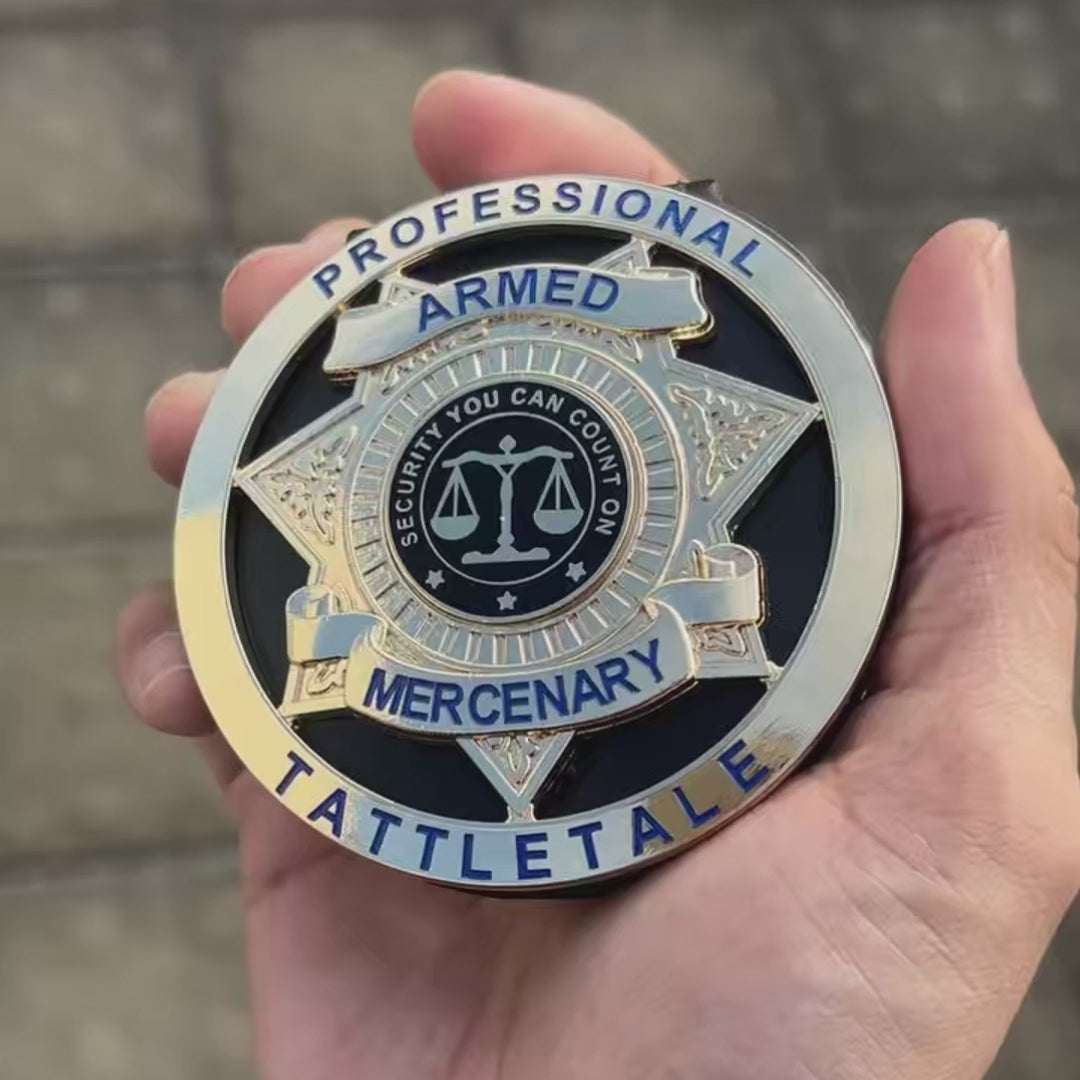 PROFESSIONAL
ARMED
SECURITY YOU CAN COUNT ON
MERCENARY
TATTLETALE